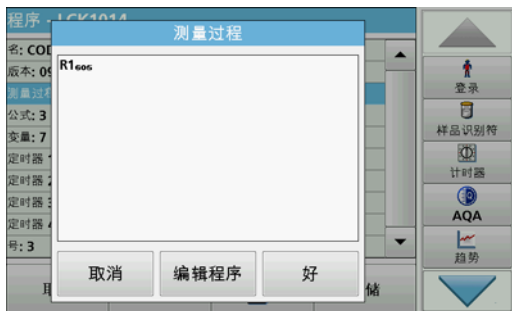 程序 - LCK1014
测量过程
名: COD
版本: 09
R1605
测量过程
公式: 3
变量: 7
定时器 1
定时器
定时器
定时器
号: 3
取消
编辑程序
好
储
登录
样品识别符
计时器
AQA
趋势